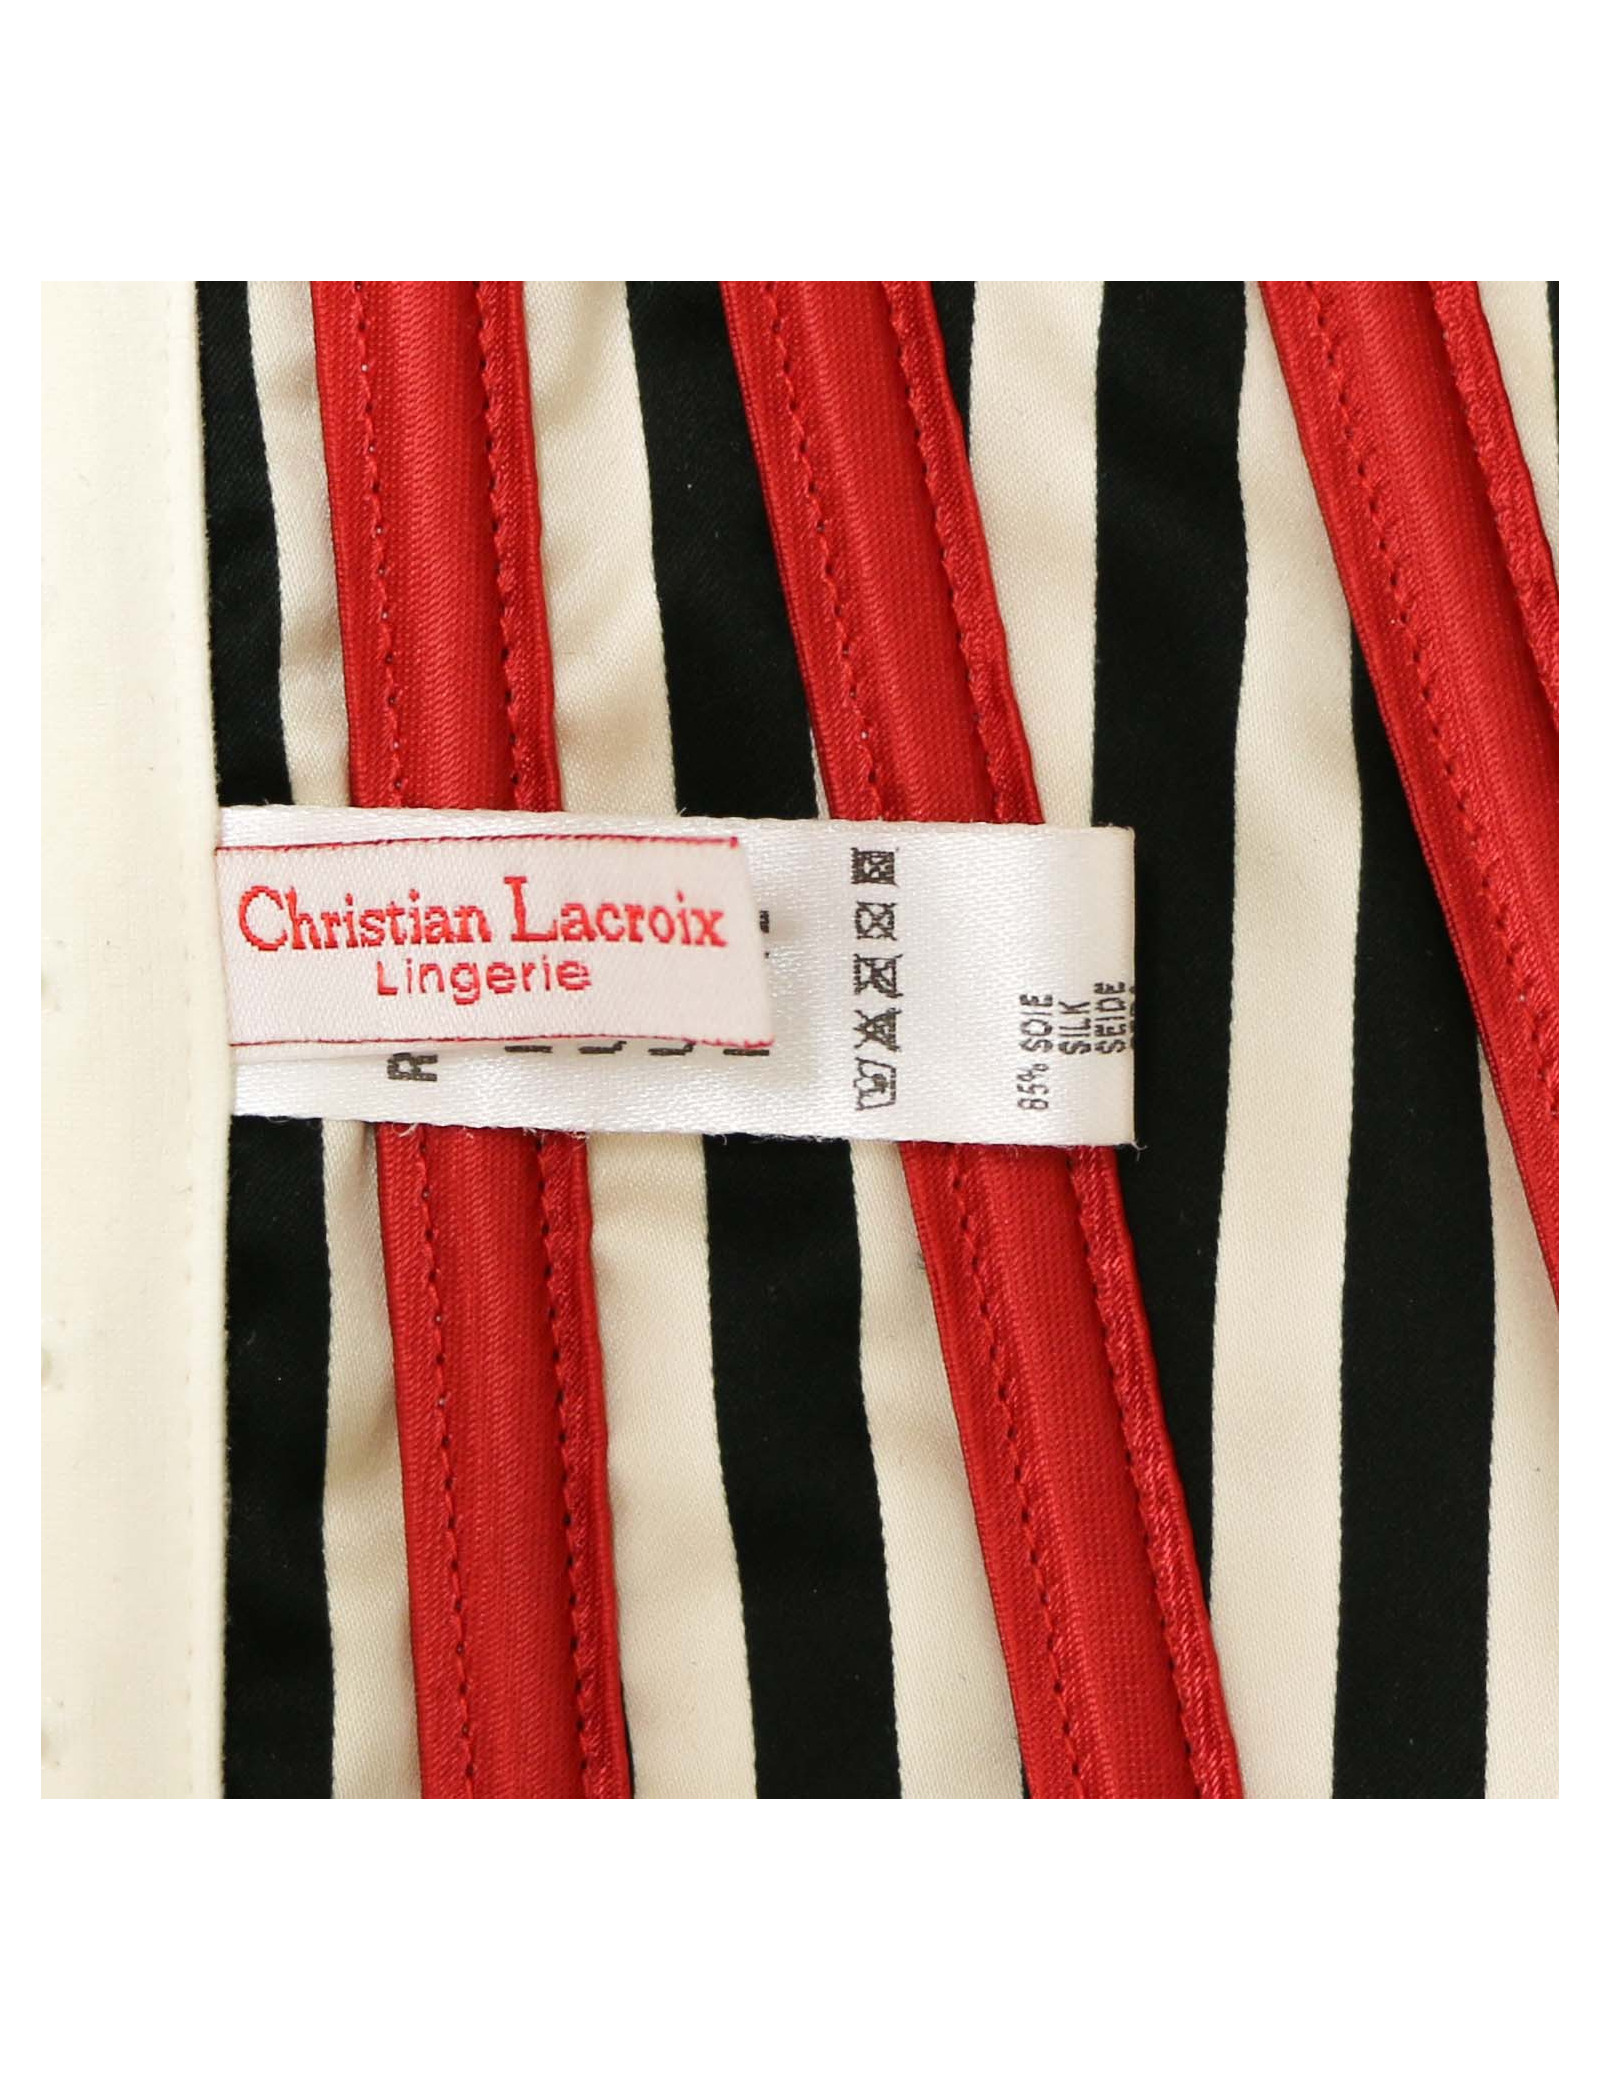 Christian Lacroix
Lingerie
R
85% SOIE
SILK
SEIDE